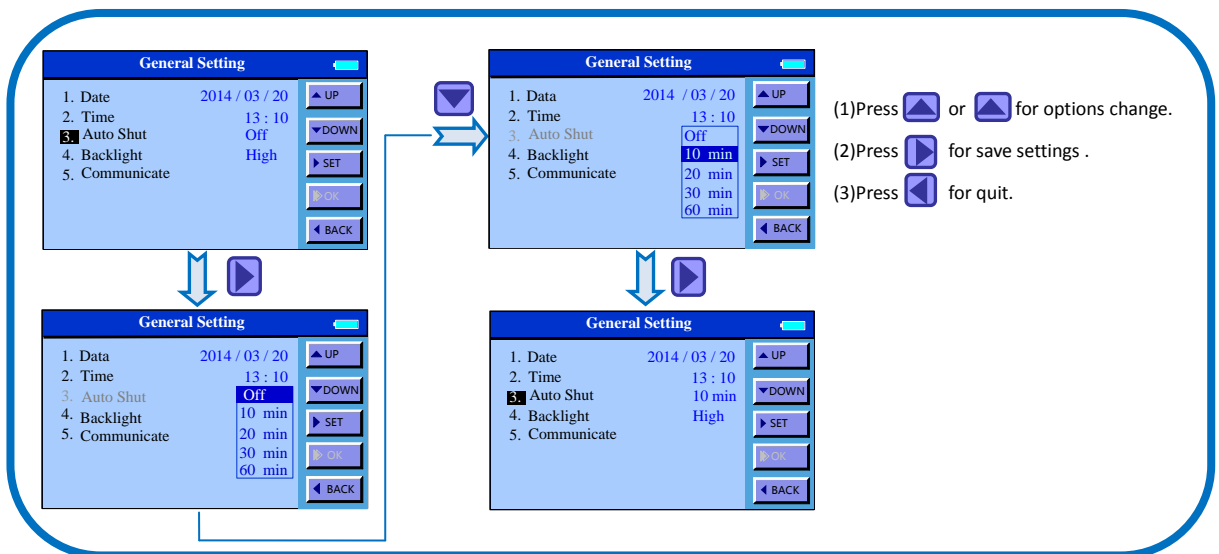 General Setting
1. Date 2014 / 03 / 20
2. Time 13 : 10
3. Auto Shut Off
4. Backlight High
5. Communicate
UP
DOWN
SET
OK
BACK
General Setting
1. Data 2014 / 03 / 20
2. Time 13 : 10
3. Auto Shut Off
4. Backlight 10 min
5. Communicate 20 min
30 min
60 min
UP
DOWN
SET
OK
BACK
(1)Press or for options change.
(2)Press for save settings .
(3)Press for quit.
General Setting
1. Data 2014 / 03 / 20
2. Time 13 : 10
3. Auto Shut Off
4. Backlight 10 min
5. Communicate 20 min
30 min
60 min
UP
DOWN
SET
OK
BACK
General Setting
1. Date 2014 / 03 / 20
2. Time 13 : 10
3. Auto Shut 10 min
4. Backlight High
5. Communicate
UP
DOWN
SET
OK
BACK